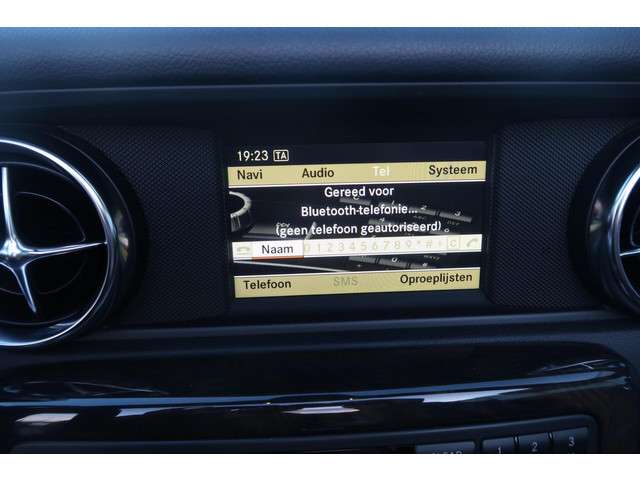 19:23 TA
Navi Audio Tel Systeem
Gereed voor
Bluetooth-telefonie...
(geen telefoon geautoriseerd)
Naam 0 1 2 3 4 5 6 7 8 9 * # + C
Telefoon SMS Oproeplijsten
1 2 3